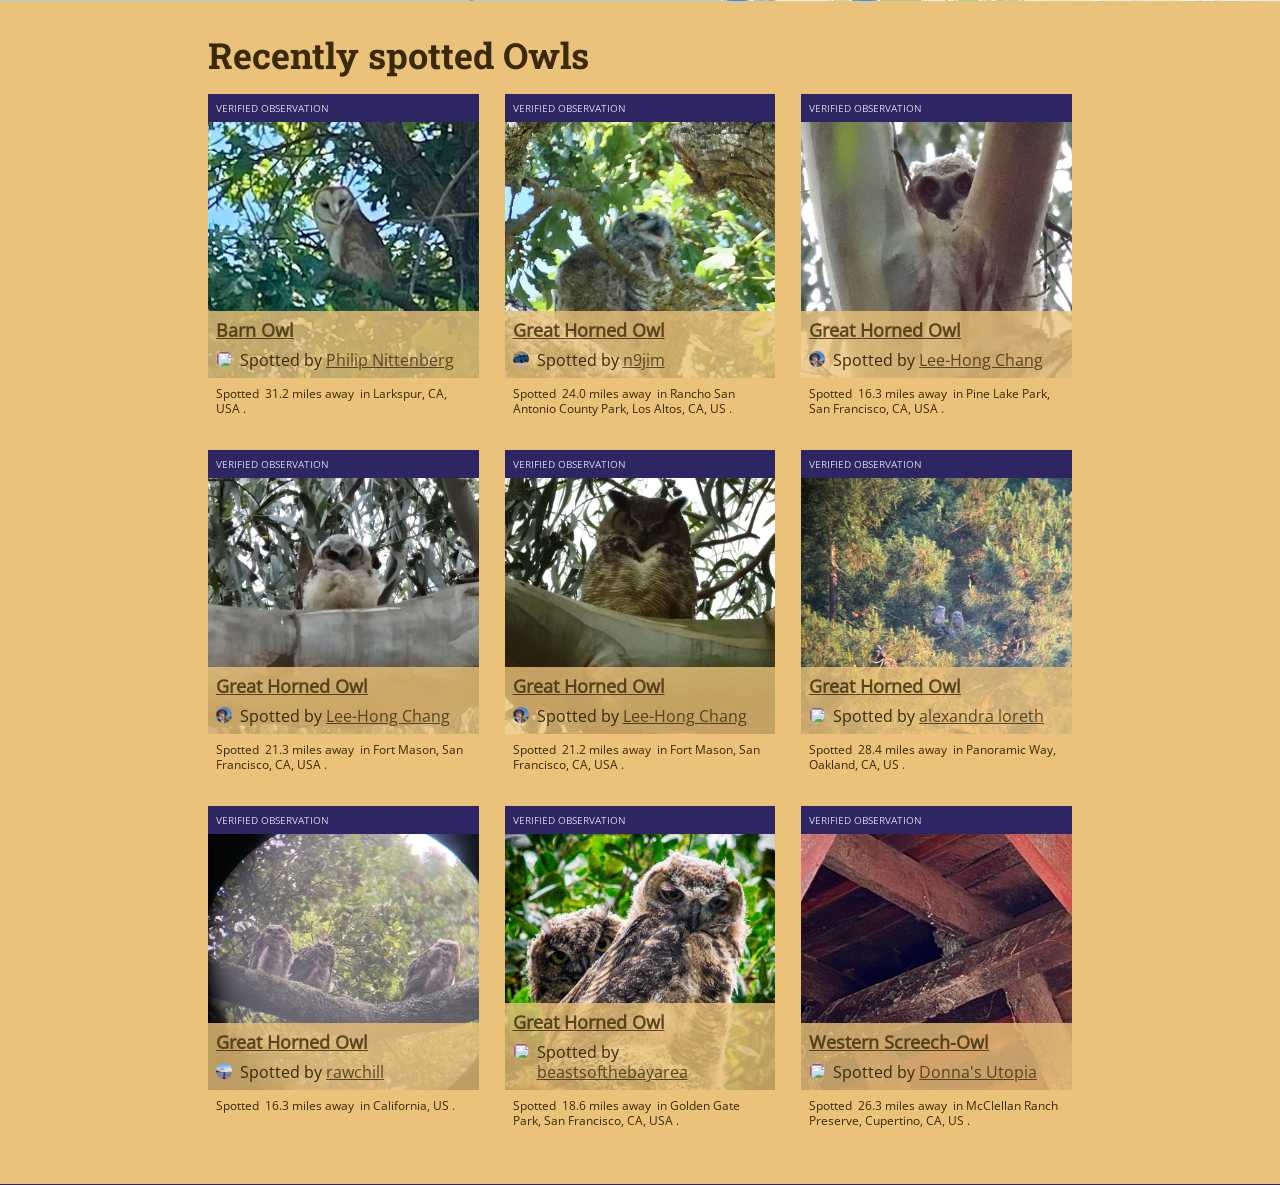 Recently spotted Owls
VERIFIED OBSERVATION
Barn Owl
Spotted by Philip Nittenberg
Spotted 31.2 miles away in Larkspur, CA,
USA .
VERIFIED OBSERVATION
Great Horned Owl
Spotted by n9jim
Spotted 24.0 miles away in Rancho San
Antonio County Park, Los Altos, CA, US .
VERIFIED OBSERVATION
Great Horned Owl
Spotted by Lee-Hong Chang
Spotted 16.3 miles away in Pine Lake Park,
San Francisco, CA, USA .
VERIFIED OBSERVATION
Great Horned Owl
Spotted by Lee-Hong Chang
Spotted 21.3 miles away in Fort Mason, San
Francisco, CA, USA .
VERIFIED OBSERVATION
Great Horned Owl
Spotted by Lee-Hong Chang
Spotted 21.2 miles away in Fort Mason, San
Francisco, CA, USA .
VERIFIED OBSERVATION
Great Horned Owl
Spotted by alexandra loreth
Spotted 28.4 miles away in Panoramic Way,
Oakland, CA, US .
VERIFIED OBSERVATION
Great Horned Owl
Spotted by rawchill
Spotted 16.3 miles away in California, US .
VERIFIED OBSERVATION
Great Horned Owl
Spotted by
beastsofthebayarea
Spotted 18.6 miles away in Golden Gate
Park, San Francisco, CA, USA .
VERIFIED OBSERVATION
Western Screech-Owl
Spotted by Donna's Utopia
Spotted 26.3 miles away in McClellan Ranch
Preserve, Cupertino, CA, US .